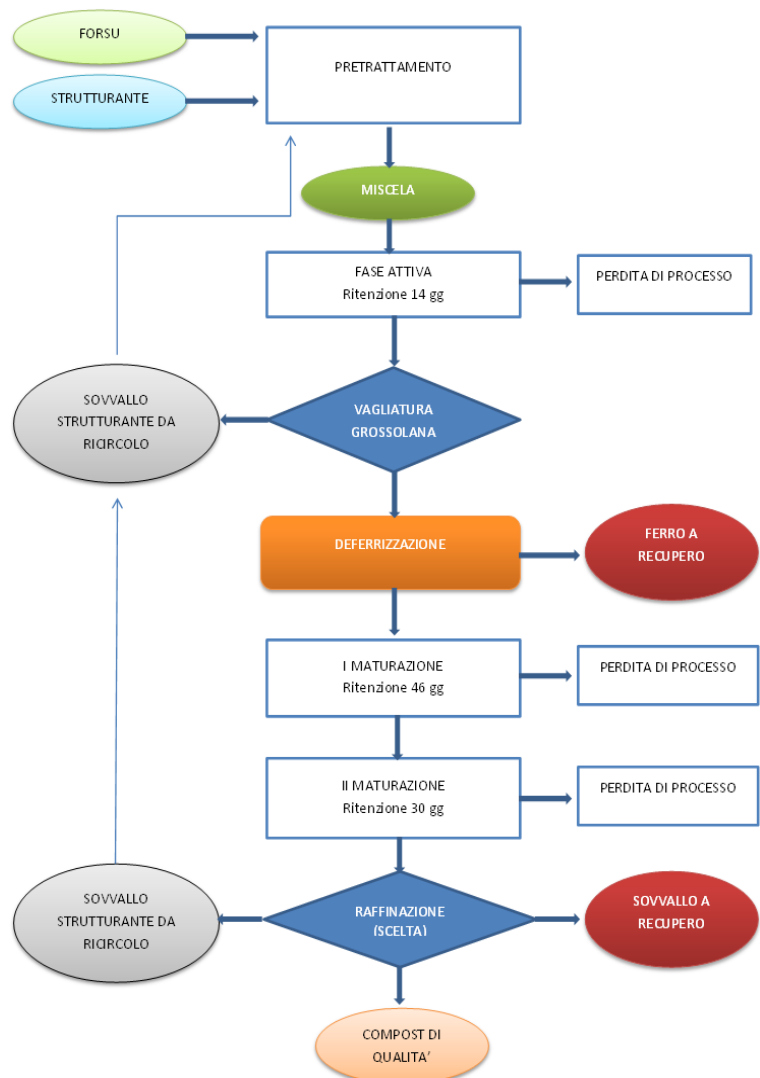 FORSU
PRETRATTAMENTO
STRUTTURANTE
MISCELA
FASE ATTIVA
Ritenzione 14 gg
PERDITA DI PROCESSO
SOVVALLO
STRUTTURANTE DA
RICIRCOLO
VAGLIATURA
GROSSOLANA
DEFERRIZZAZIONE
FERRO A
RECUPERO
I MATURAZIONE
Ritenzione 46 gg
PERDITA DI PROCESSO
II MATURAZIONE
Ritenzione 30 gg
PERDITA DI PROCESSO
SOVVALLO
STRUTTURANTE DA
RICIRCOLO
RAFFINAZIONE
(SCELTA)
SOVVALLO A
RECUPERO
COMPOST DI
QUALITA’